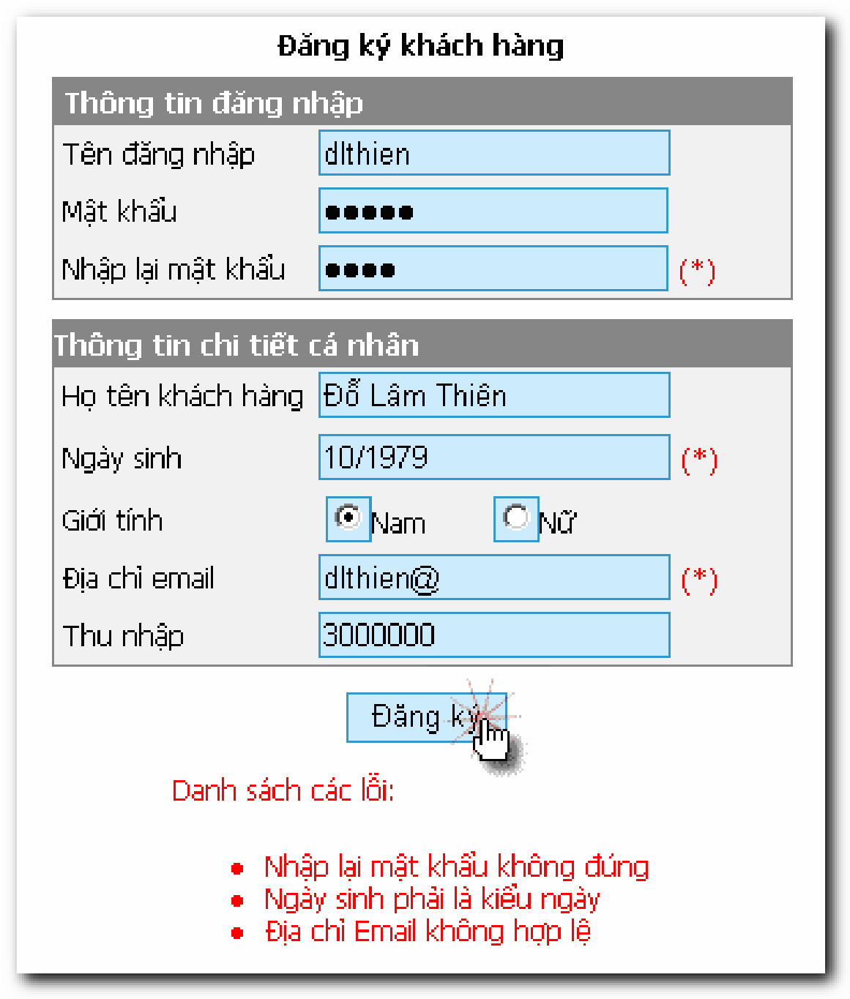 Đăng ký khách hàng
Thông tin đăng nhập
Tên đăng nhập dlthien
Mật khẩu ●●●●●
Nhập lại mật khẩu ●●●● (*)
Thông tin chi tiết cá nhân
Họ tên khách hàng Đỗ Lâm Thiên
Ngày sinh 10/1979 (*)
Giới tính Nam Nữ
Địa chỉ email dlthien@ (*)
Thu nhập 3000000
Đăng ký
Danh sách các lỗi:
● Nhập lại mật khẩu không đúng
● Ngày sinh phải là kiểu ngày
● Địa chỉ Email không hợp lệ